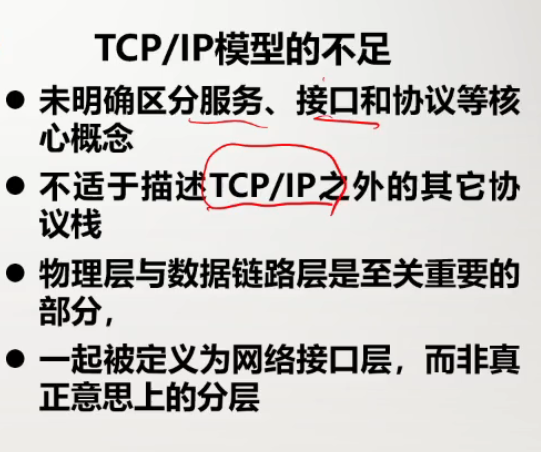 TCP/IP模型的不足
● 未明确区分服务、接口和协议等核
心概念
● 不适于描述TCP/IP之外的其它协
议栈
● 物理层与数据链路层是至关重要的
部分，
● 一起被定义为网络接口层，而非真
正意思上的分层